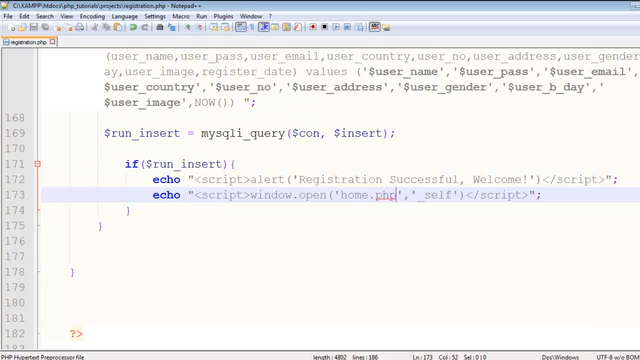 C:\XAMPP\htdocs\php_tutorials\projects\registration.php - Notepad++
File Edit Search View Encoding Language Settings Macro Run Plugins Window ?
registration.php
(user_name,user_pass,user_email,user_country,user_no,user_address,user_gender
ay,user_image,register_date) values ('$user_name','$user_pass','$user_email',
$user_country','$user_no','$user_address','$user_gender','$user_b_day','
$user_image',NOW()) ";
168
169 $run_insert = mysqli_query($con, $insert);
170
171 if($run_insert){
172 echo "<script>alert('Registration Successful, Welcome!')</script>";
173 echo "<script>window.open('home.php','_self')</script>";
174 }
175 }
176
177
178 }
179
180
181
182 ?>
PHP Hypertext Preprocessor file length : 4802 lines : 186 Ln : 173 Col : 52 Sel : 0 | 0 Dos\Windows UTF-8 w/o BOM